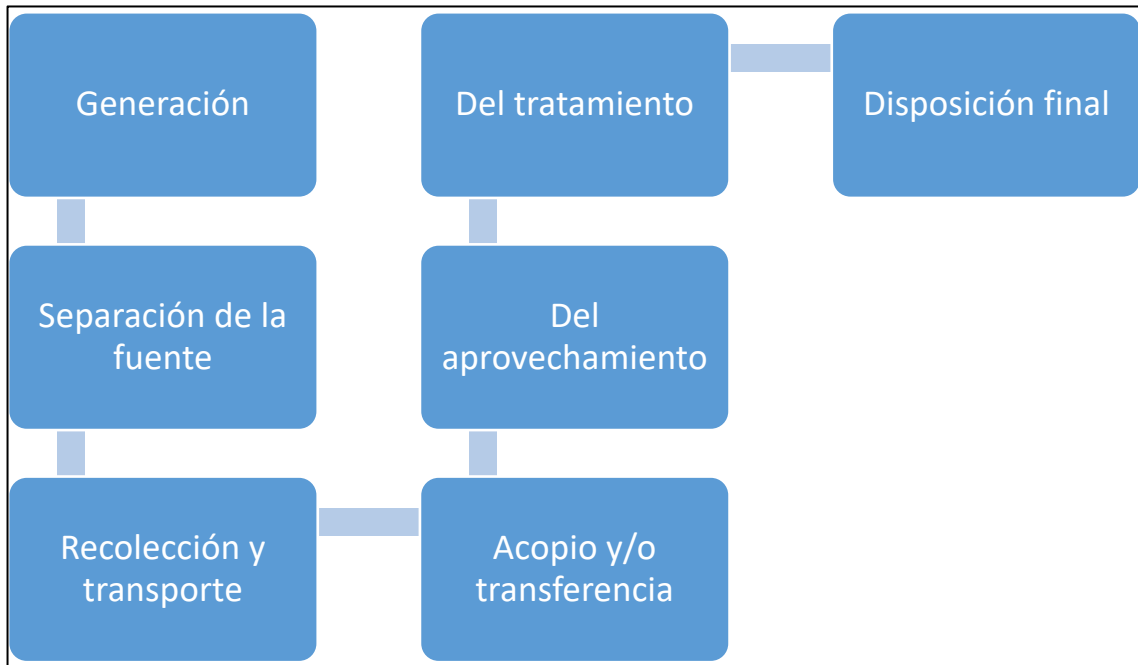 Generación
Separación de la
fuente
Recolección y
transporte
Acopio y/o
transferencia
Del
aprovechamiento
Del tratamiento
Disposición final